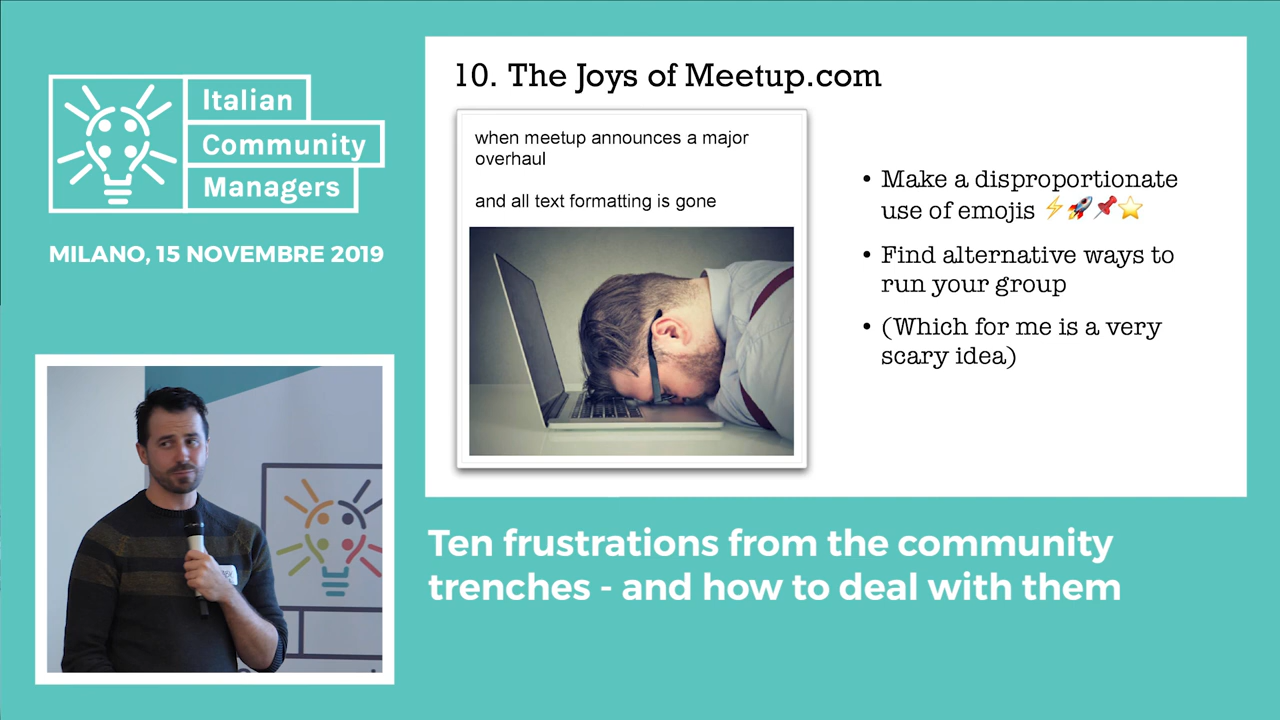 Italian
Community
Managers
MILANO, 15 NOVEMBRE 2019
10. The Joys of Meetup.com
when meetup announces a major
overhaul
and all text formatting is gone
• Make a disproportionate
use of emojis ⚡🚀📌⭐
• Find alternative ways to
run your group
• (Which for me is a very
scary idea)
Ten frustrations from the community
trenches - and how to deal with them